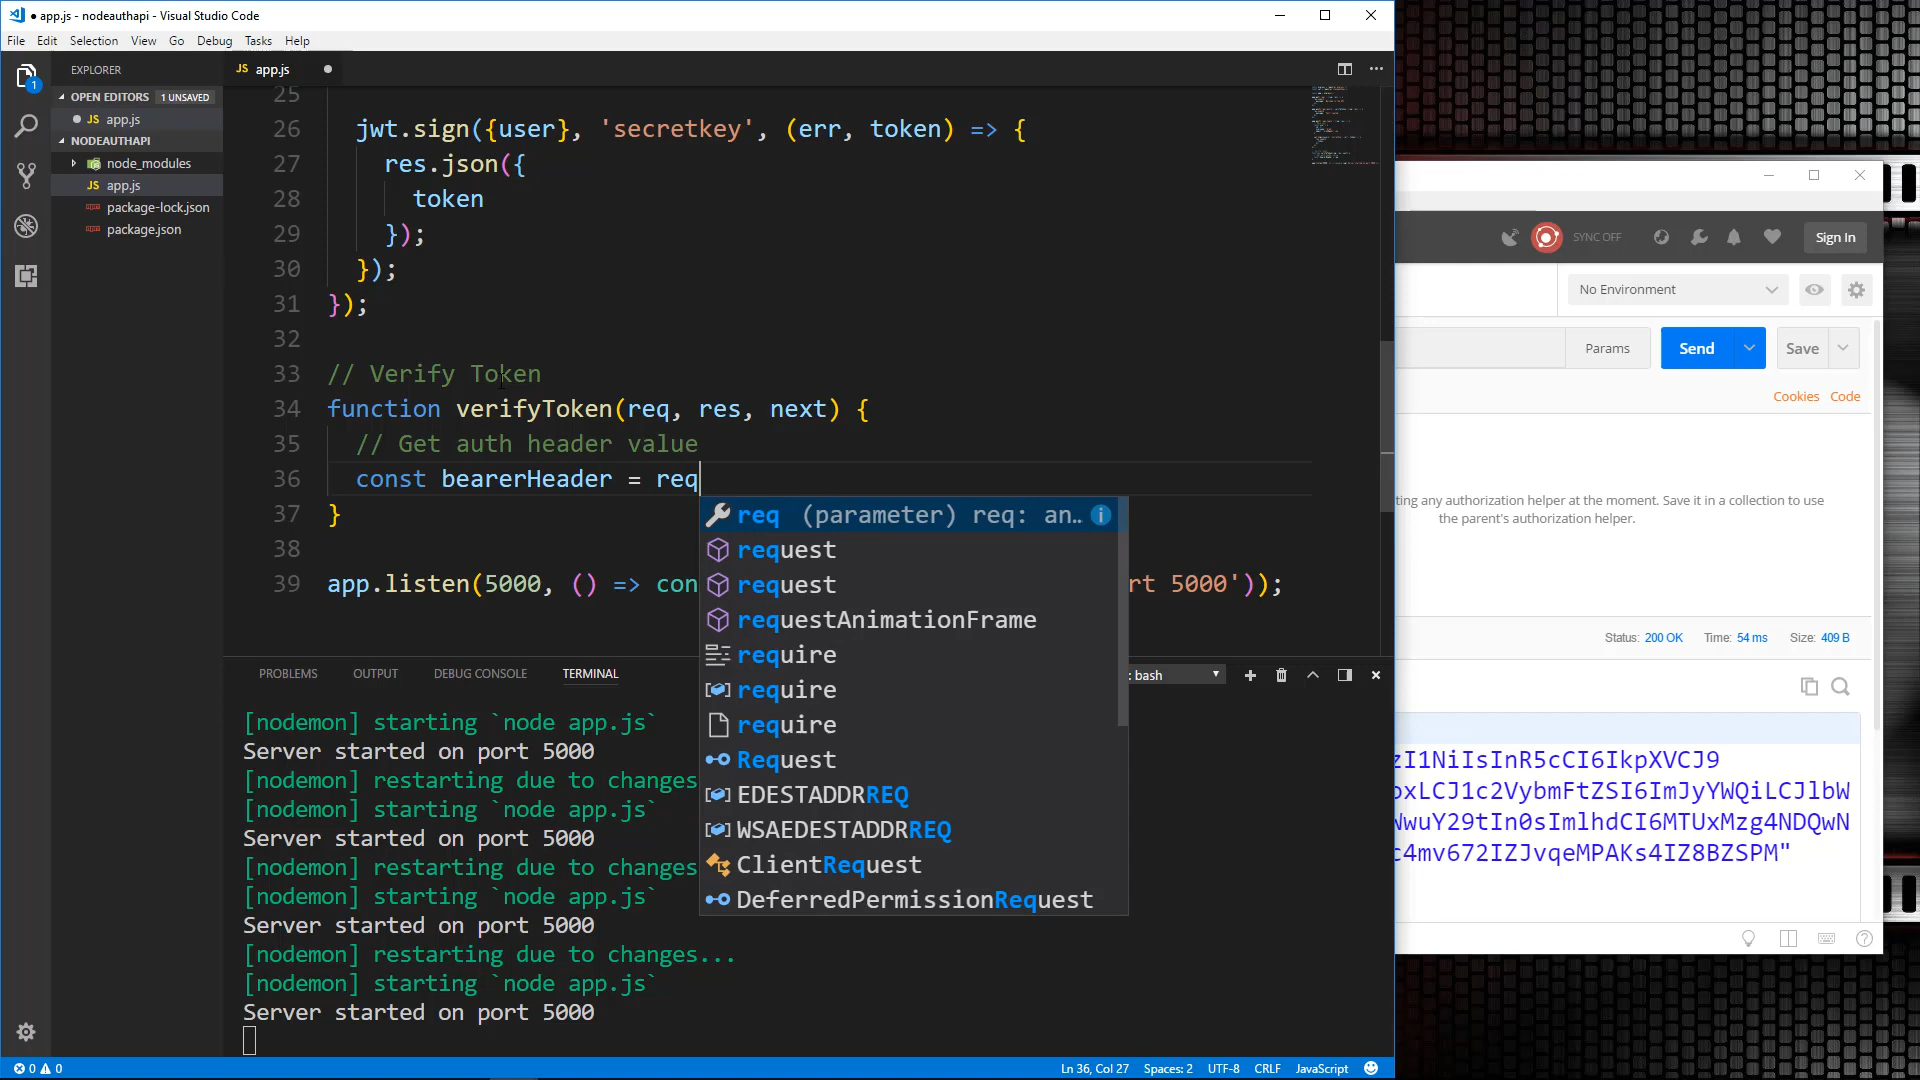 ● app.js - nodeauthapi - Visual Studio Code
File Edit Selection View Go Debug Tasks Help
EXPLORER
OPEN EDITORS 1 UNSAVED
JS app.js
NODEAUTHAPI
node_modules
JS app.js
package-lock.json
package.json
1
JS app.js
25
26 jwt.sign({user}, 'secretkey', (err, token) => {
27 res.json({
28 token
29 });
30 });
31 });
32
33 // Verify Token
34 function verifyToken(req, res, next) {
35 // Get auth header value
36 const bearerHeader = req
37 }
38
39 app.listen(5000, () => con
rt 5000'));
req (parameter) req: an…
request
request
requestAnimationFrame
require
require
require
Request
EDESTADDRREQ
WSAEDESTADDRREQ
ClientRequest
DeferredPermissionRequest
PROBLEMS OUTPUT DEBUG CONSOLE TERMINAL
: bash
[nodemon] starting `node app.js`
Server started on port 5000
[nodemon] restarting due to changes
[nodemon] starting `node app.js`
Server started on port 5000
[nodemon] restarting due to changes
[nodemon] starting `node app.js`
Server started on port 5000
[nodemon] restarting due to changes...
[nodemon] starting `node app.js`
Server started on port 5000
0 0
Ln 36, Col 27 Spaces: 2 UTF-8 CRLF JavaScript
SYNC OFF
Sign In
No Environment
Params
Send
Save
Cookies Code
ting any authorization helper at the moment. Save it in a collection to use
the parent's authorization helper.
Status: 200 OK Time: 54 ms Size: 409 B
zI1NiIsInR5cCI6IkpXVCJ9
oxLCJ1c2VybmFtZSI6ImJyYWQiLCJlbW
WwuY29tIn0sImlhdCI6MTUxMzg4NDQwN
c4mv672IZJvqeMPAKs4IZ8BZSPM"